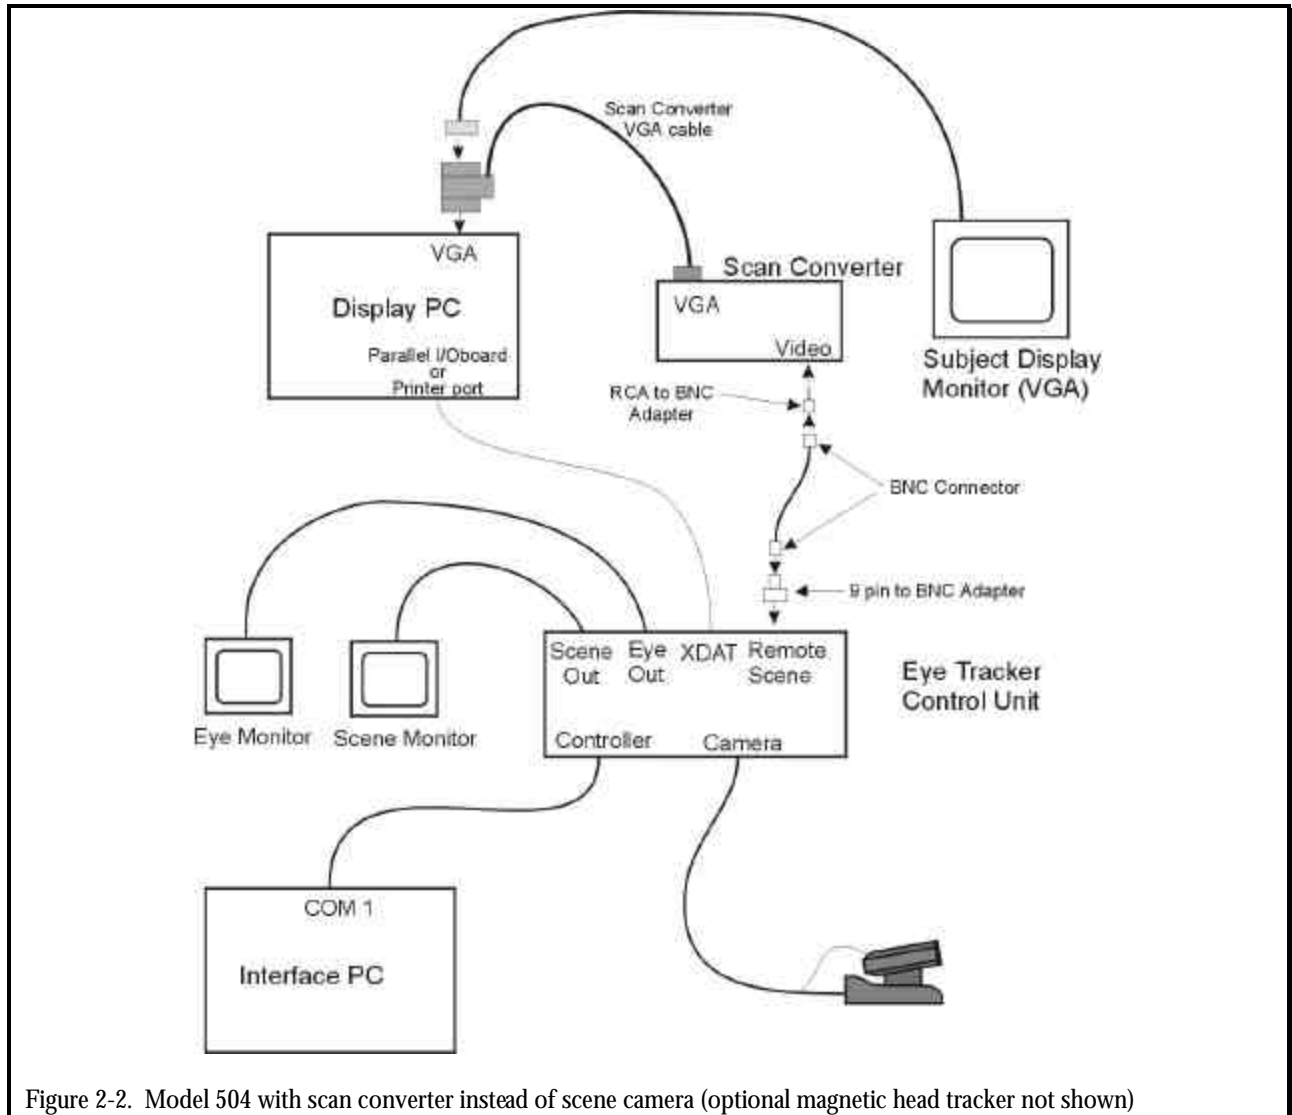 Scan Converter
VGA cable
VGA
Display PC
Parallel I/Oboard
or
Printer port
Scan Converter
VGA
Video
Subject Display
Monitor (VGA)
RCA to BNC
Adapter
BNC Connector
9 pin to BNC Adapter
Scene
Out
Eye
Out
XDAT
Remote
Scene
Controller
Camera
Eye Tracker
Control Unit
Eye Monitor
Scene Monitor
COM 1
Interface PC
Figure 2-2. Model 504 with scan converter instead of scene camera (optional magnetic head tracker not shown)